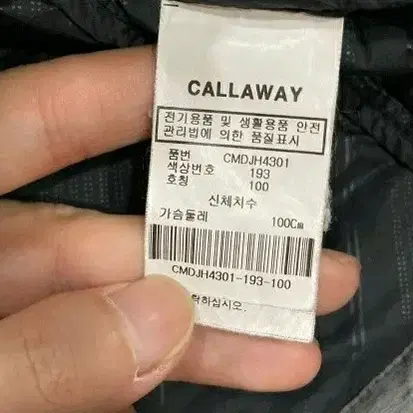 CALLAWAY
전기용품 및 생활용품 안전
관리법에 의한 품질표시
품번 CMDJH4301
색상번호 193
호칭 100
신체치수
가슴둘레 100Cm
CMDJH4301-193-100
하십시오.